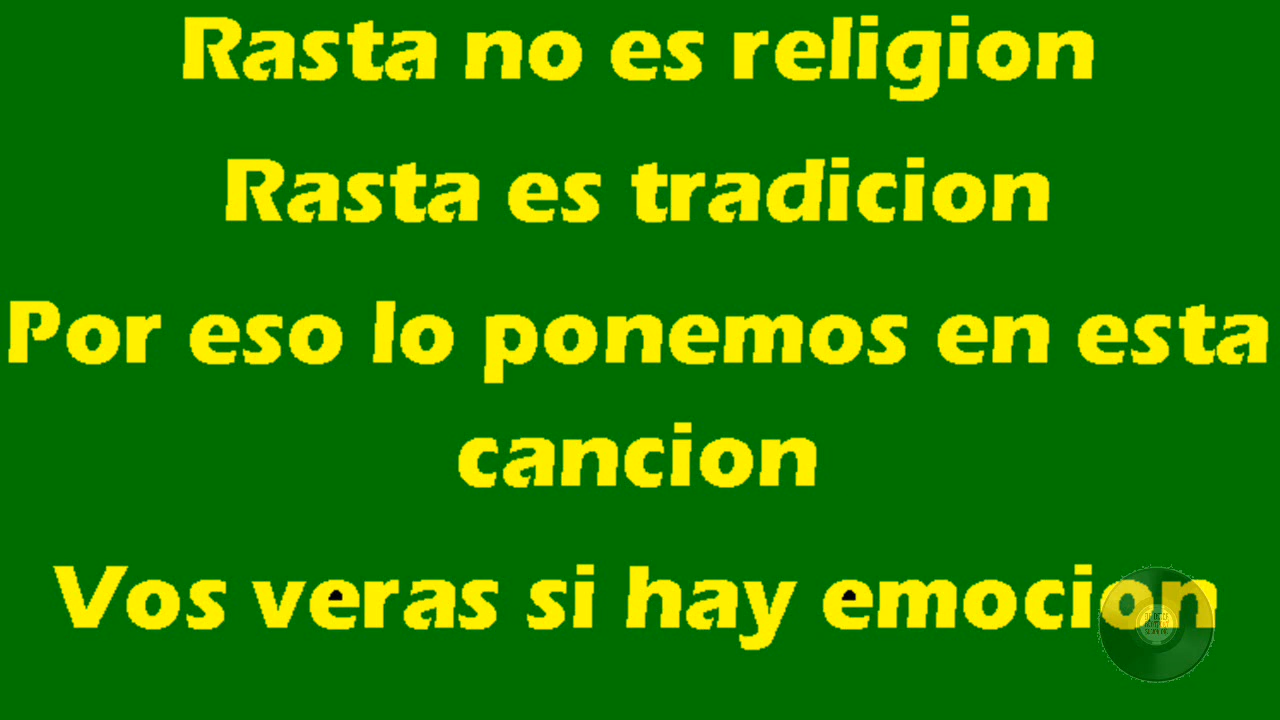 Rasta no es religion
Rasta es tradicion
Por eso lo ponemos en esta
cancion
Vos veras si hay emocion